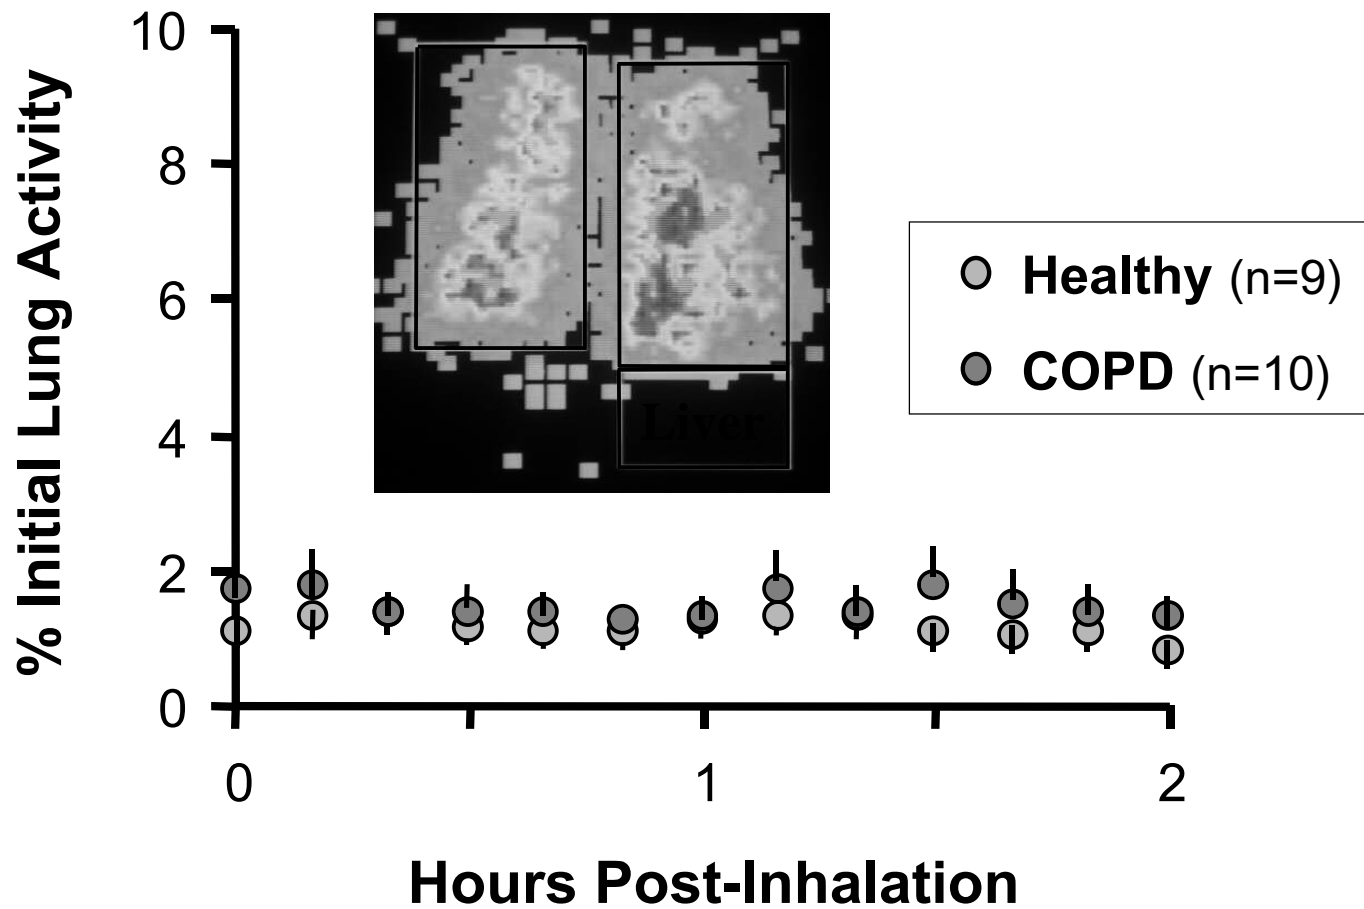 % Initial Lung Activity
10
8
6
4
2
0
Liver
Healthy (n=9)
COPD (n=10)
0
1
2
Hours Post-Inhalation